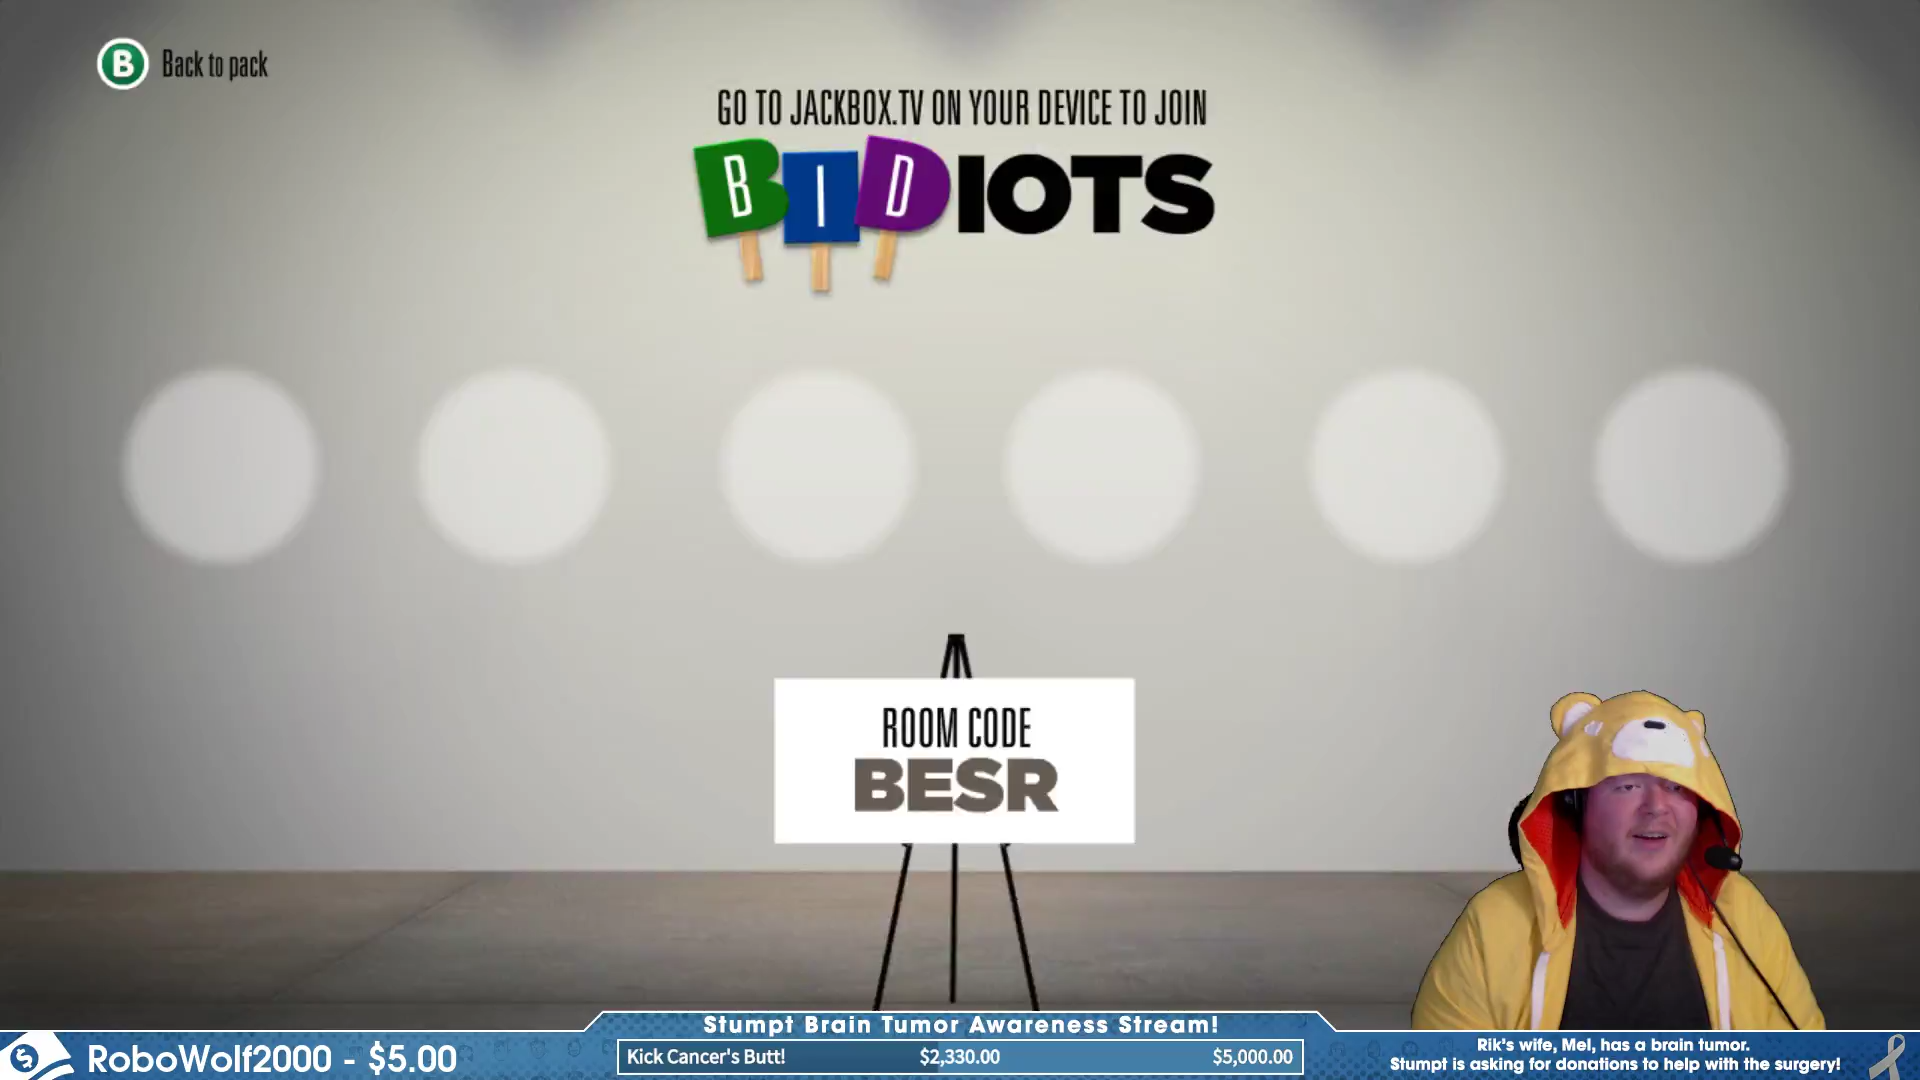 B Back to pack
GO TO JACKBOX.TV ON YOUR DEVICE TO JOIN
BIDIOTS
ROOM CODE
BESR
Stumpt Brain Tumor Awareness Stream!
RoboWolf2000 - $5.00
Kick Cancer's Butt! $2,330.00 $5,000.00
Rik's wife, Mel, has a brain tumor.
Stumpt is asking for donations to help with the surgery!